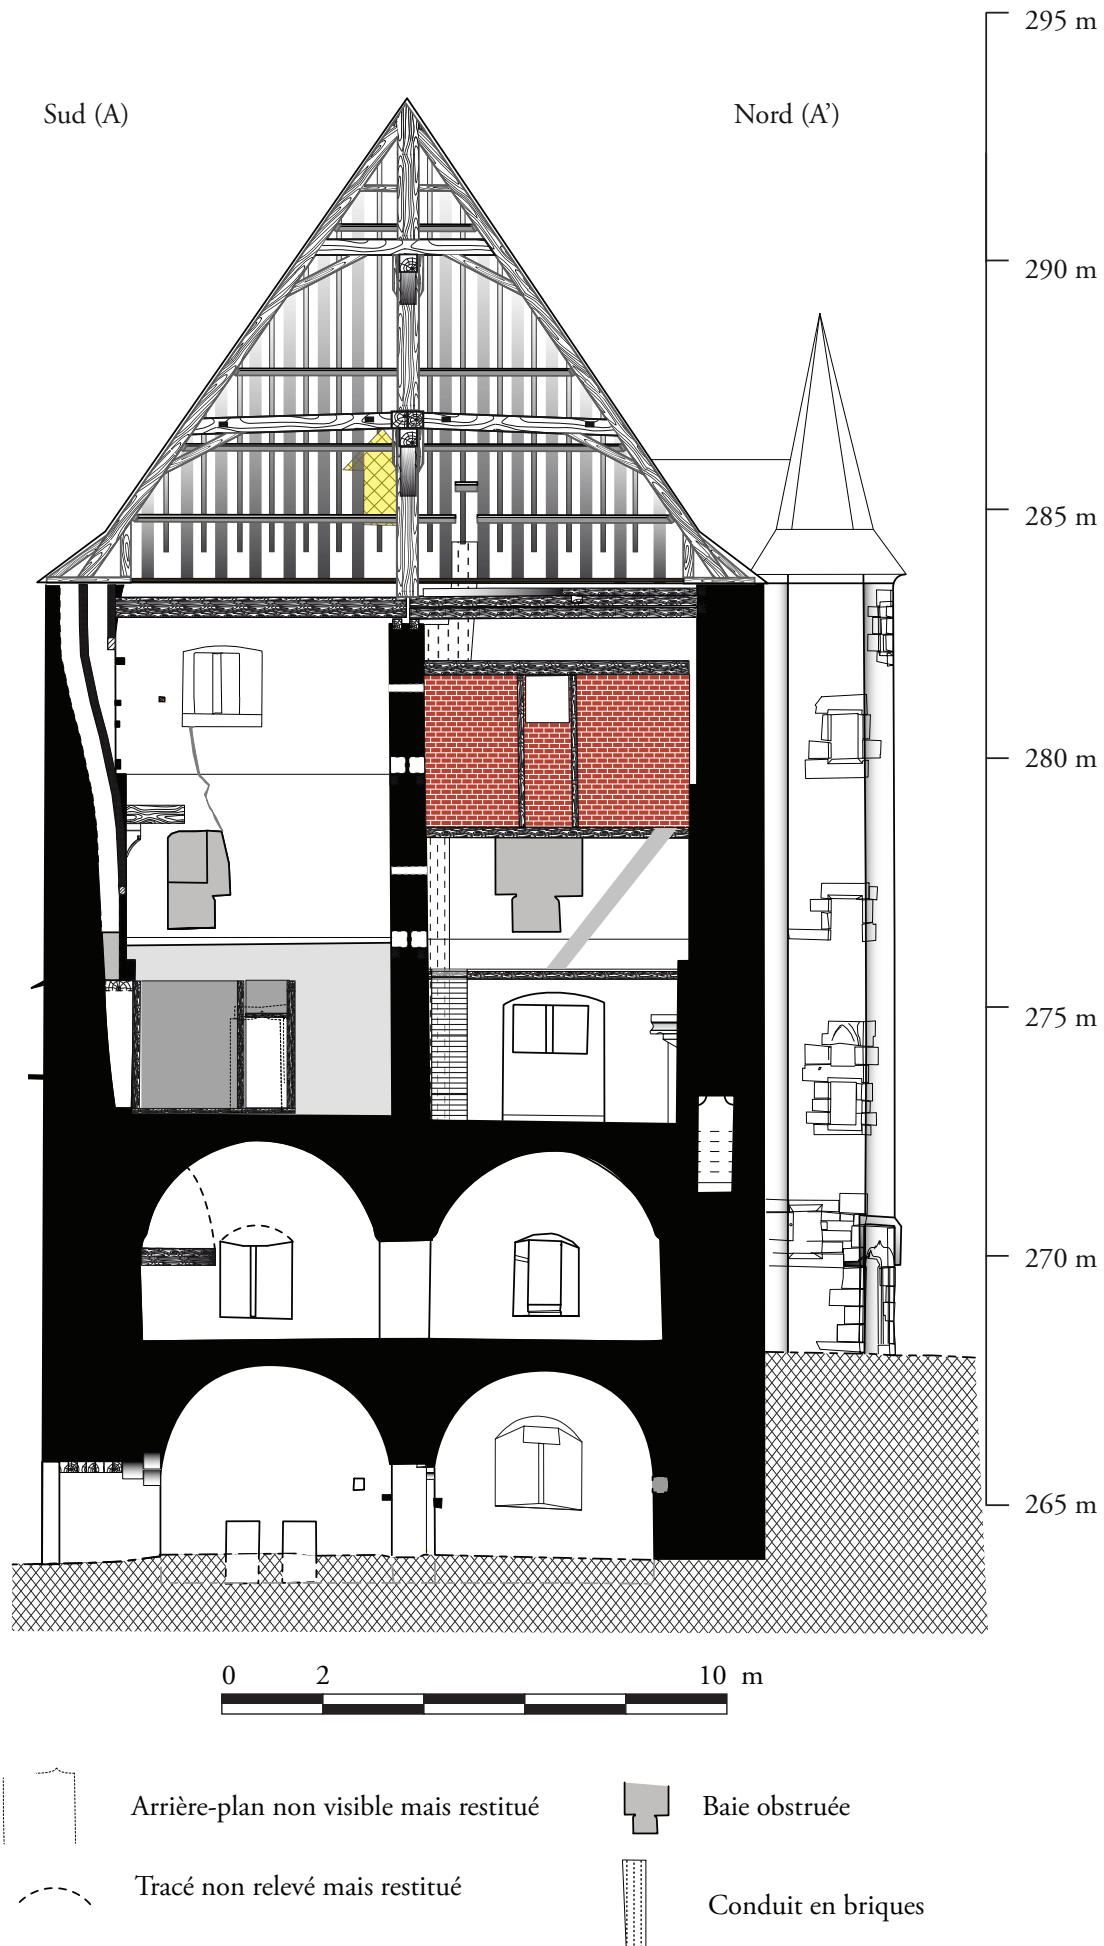 295 m
Sud (A)
Nord (A’)
290 m
285 m
280 m
275 m
270 m
265 m
0 2 10 m
Arrière-plan non visible mais restitué
Baie obstruée
Tracé non relevé mais restitué
Conduit en briques